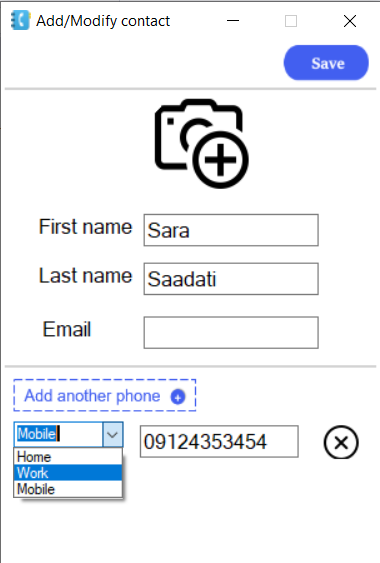 Add/Modify contact
Save
First name Sara
Last name Saadati
Email
Add another phone
Mobile 09124353454
Home
Work
Mobile